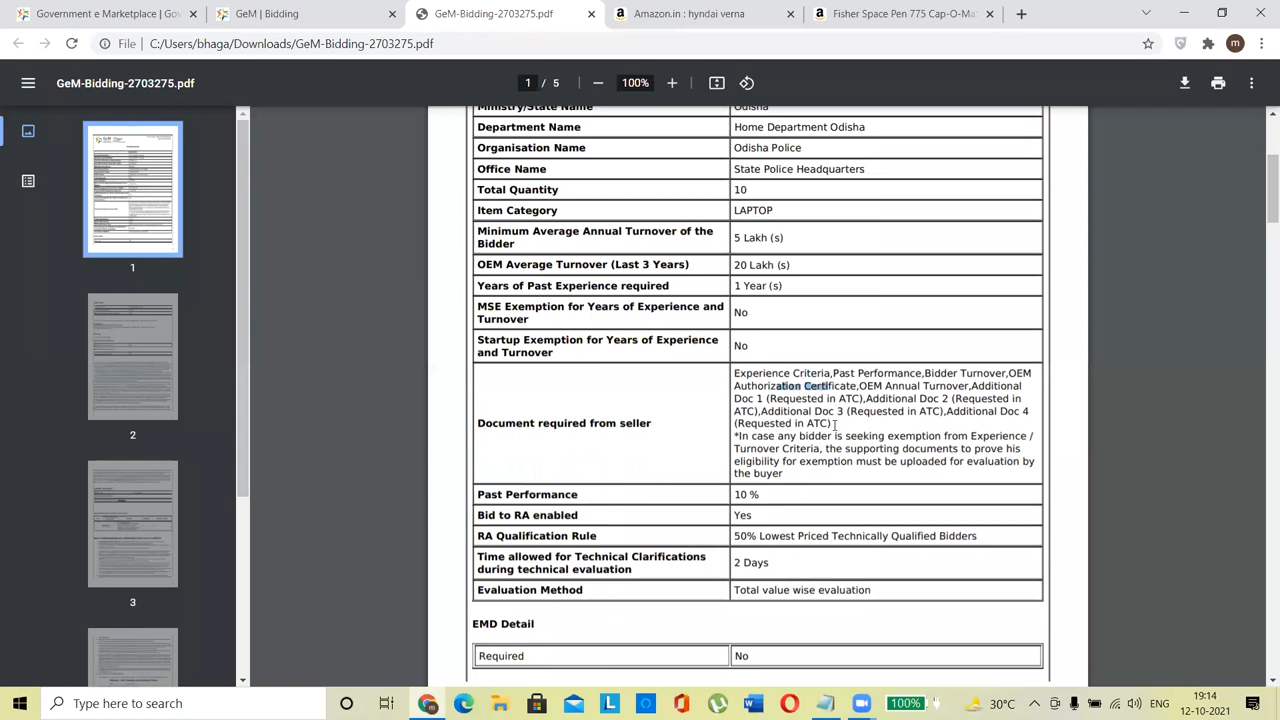 Government e Marketplace | Gov
GeM | Bidding
GeM-Bidding-2703275.pdf
Amazon.in : hyndai verna
Fisher Space Pen 775 Cap-O-Ma
File | C:/Users/bhaga/Downloads/GeM-Bidding-2703275.pdf
m
GeM-Bidding-2703275.pdf
1 / 5
100%
Ministry/State Name Odisha
Department Name Home Department Odisha
Organisation Name Odisha Police
Office Name State Police Headquarters
Total Quantity 10
Item Category LAPTOP
Minimum Average Annual Turnover of the
Bidder
5 Lakh (s)
OEM Average Turnover (Last 3 Years) 20 Lakh (s)
Years of Past Experience required 1 Year (s)
MSE Exemption for Years of Experience and
Turnover
No
Startup Exemption for Years of Experience
and Turnover
No
Document required from seller
Experience Criteria,Past Performance,Bidder Turnover,OEM
Authorization Certificate,OEM Annual Turnover,Additional
Doc 1 (Requested in ATC),Additional Doc 2 (Requested in
ATC),Additional Doc 3 (Requested in ATC),Additional Doc 4
(Requested in ATC)
*In case any bidder is seeking exemption from Experience /
Turnover Criteria, the supporting documents to prove his
eligibility for exemption must be uploaded for evaluation by
the buyer
Past Performance 10 %
Bid to RA enabled Yes
RA Qualification Rule 50% Lowest Priced Technically Qualified Bidders
Time allowed for Technical Clarifications
during technical evaluation
2 Days
Evaluation Method Total value wise evaluation
EMD Detail
Required No
1
2
3
Type here to search
L
W
100%
30°C
ENG
19:14
12-10-2021